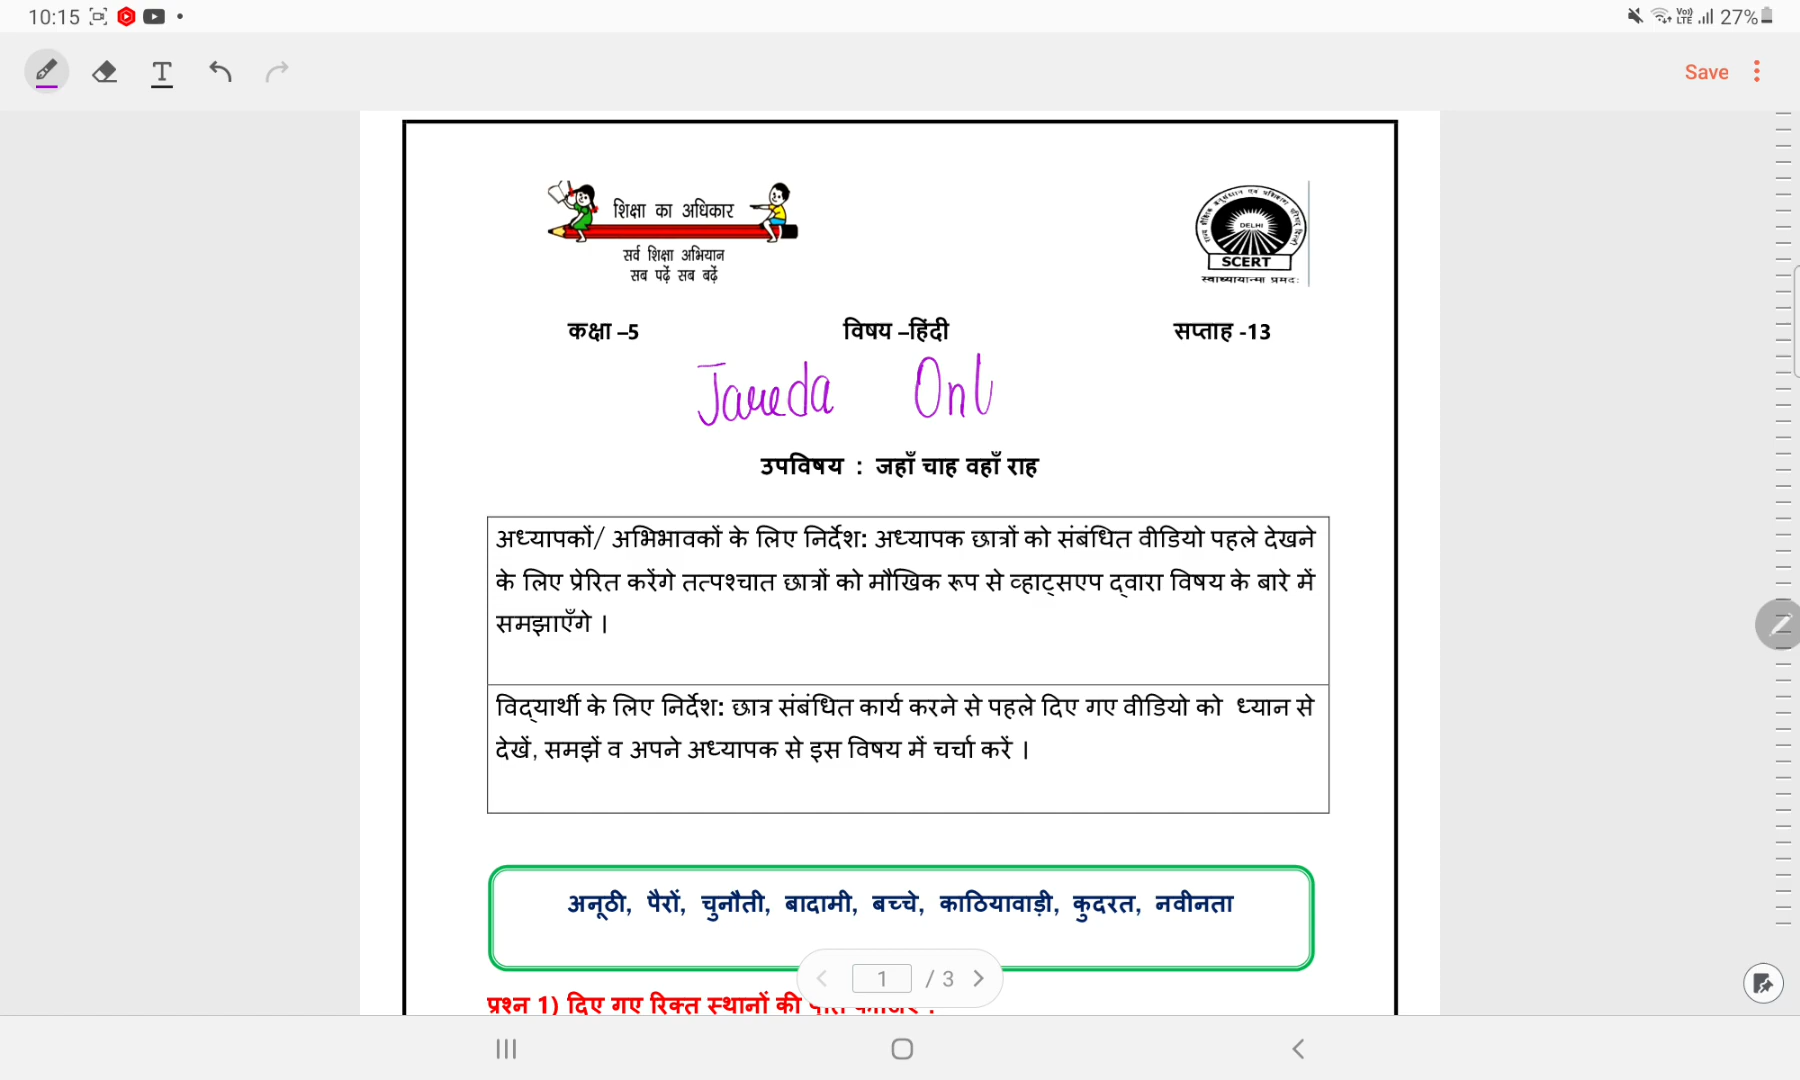 10:15
27%
Save
शिक्षा का अधिकार
सर्व शिक्षा अभियान
सब पढ़ें सब बढ़ें
DELHI
SCERT
कक्षा –5 विषय –हिंदी सप्ताह -13
Onl
उपविषय : जहाँ चाह वहाँ राह
अध्यापकों/ अभिभावकों के लिए निर्देश: अध्यापक छात्रों को संबंधित वीडियो पहले देखने
के लिए प्रेरित करेंगे तत्पश्चात छात्रों को मौखिक रूप से व्हाट्सएप द्वारा विषय के बारे में
समझाएँगे ।
विद्यार्थी के लिए निर्देश: छात्र संबंधित कार्य करने से पहले दिए गए वीडियो को ध्यान से
देखें, समझें व अपने अध्यापक से इस विषय में चर्चा करें ।
अनूठी, पैरों, चुनौती, बादामी, बच्चे, काठियावाड़ी, कुदरत, नवीनता
1 / 3
प्रश्न 1) दिए गए रिक्त स्थानों की